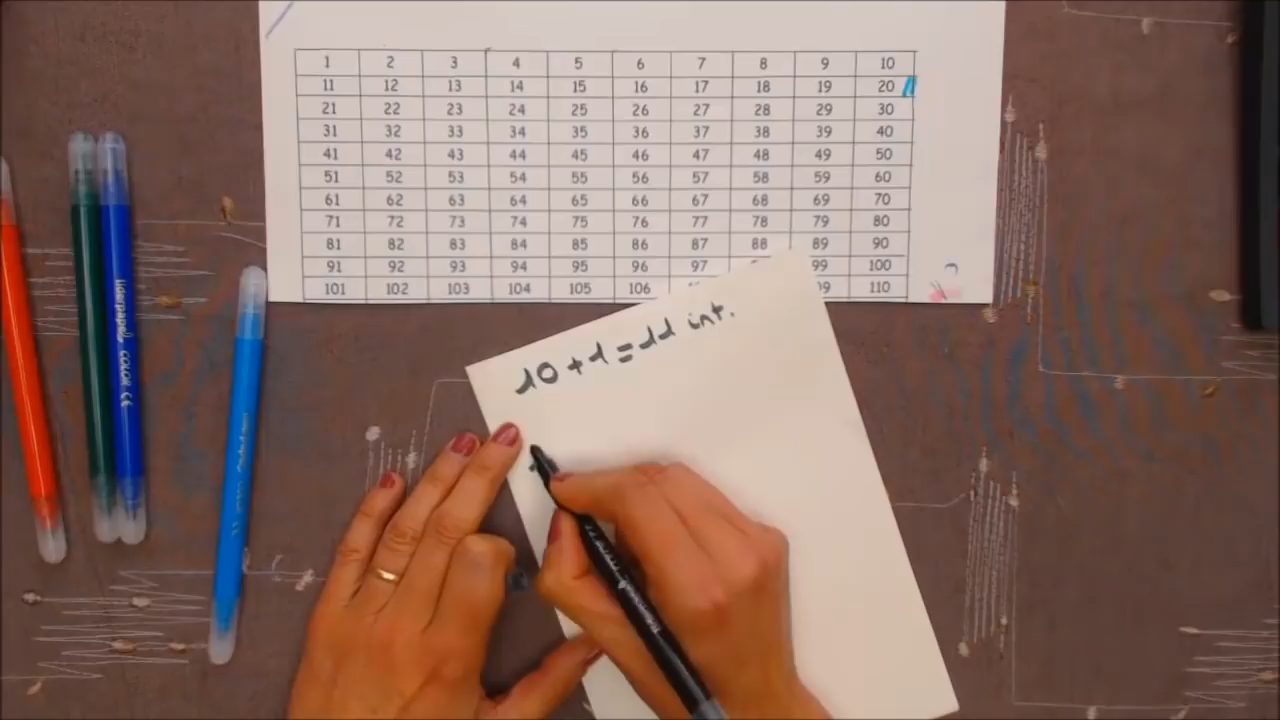 1 2 3 4 5 6 7 8 9 10
11 12 13 14 15 16 17 18 19 20
21 22 23 24 25 26 27 28 29 30
31 32 33 34 35 36 37 38 39 40
41 42 43 44 45 46 47 48 49 50
51 52 53 54 55 56 57 58 59 60
61 62 63 64 65 66 67 68 69 70
71 72 73 74 75 76 77 78 79 80
81 82 83 84 85 86 87 88 89 90
91 92 93 94 95 96 97 99 100
101 102 103 104 105 106 110
10+1=11 int.
liderpapel COLOR CE